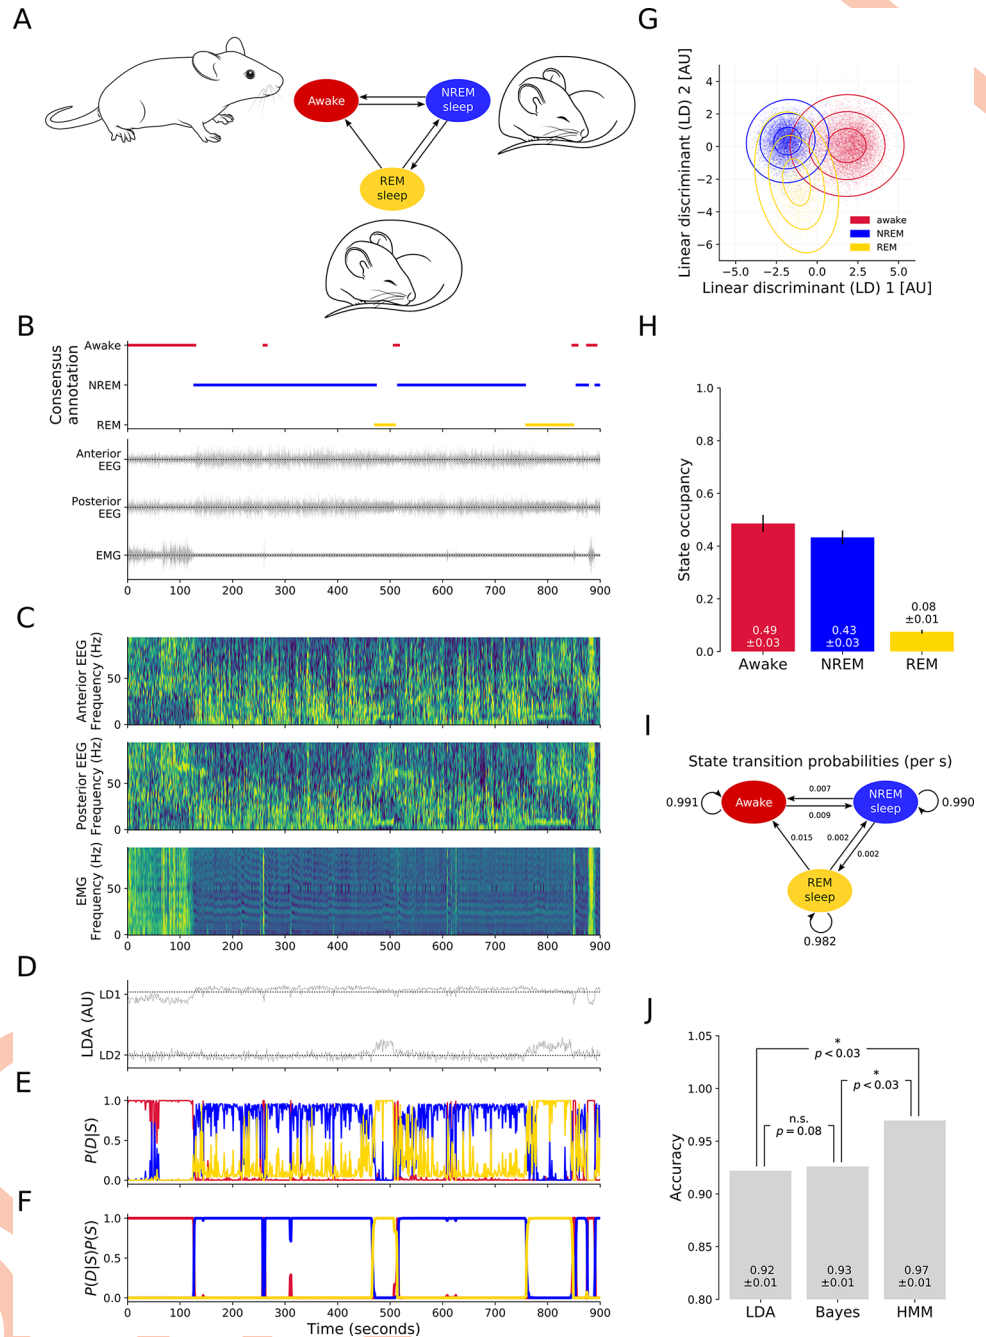 A
Awake
NREM
sleep
REM
sleep
B
Consensus
annotation
Awake
NREM
REM
Anterior
EEG
Posterior
EEG
EMG
0 100 200 300 400 500 600 700 800 900
C
Anterior EEG
Frequency (Hz)
50
0
Posterior EEG
Frequency (Hz)
50
0
EMG
Frequency (Hz)
50
0
0 100 200 300 400 500 600 700 800 900
D
LDA (AU)
LD1
LD2
E
P(D|S)
1.0
0.5
0.0
F
P(D|S)P(S)
1.0
0.5
0.0
0 100 200 300 400 500 600 700 800 900
Time (seconds)
G
Linear discriminant (LD) 2 [AU]
4
2
0
−2
−4
−6
awake
NREM
REM
−5.0 −2.5 0.0 2.5 5.0
Linear discriminant (LD) 1 [AU]
H
State occupancy
1.0
0.8
0.6
0.4
0.2
0.0
0.49
±0.03
0.43
±0.03
0.08
±0.01
Awake NREM REM
I
State transition probabilities (per s)
0.991
Awake
0.007
0.009
NREM
sleep
0.990
0.015
0.002
0.002
REM
sleep
0.982
J
Accuracy
1.05
1.00
0.95
0.90
0.85
0.80
*
p < 0.03
*
p < 0.03
n.s.
p = 0.08
0.92
±0.01
0.93
±0.01
0.97
±0.01
LDA Bayes HMM